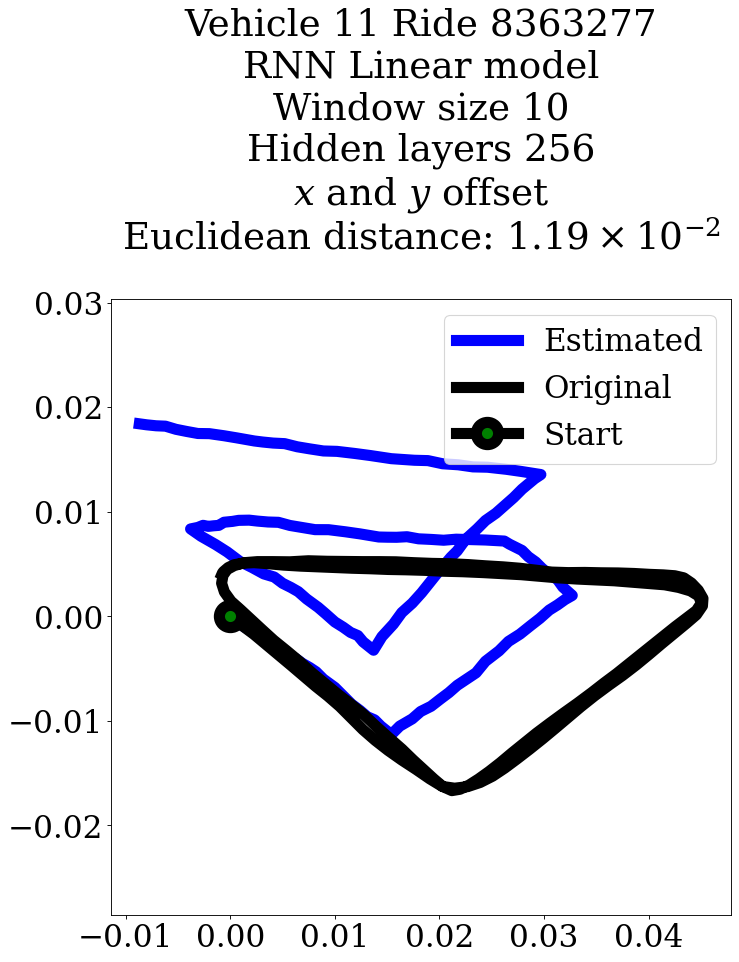 Vehicle 11 Ride 8363277
RNN Linear model
Window size 10
Hidden layers 256
x and y offset
Euclidean distance: 1.19 × 10⁻²
0.03
0.02
0.01
0.00
−0.01
−0.02
−0.01 0.00 0.01 0.02 0.03 0.04
Estimated
Original
Start